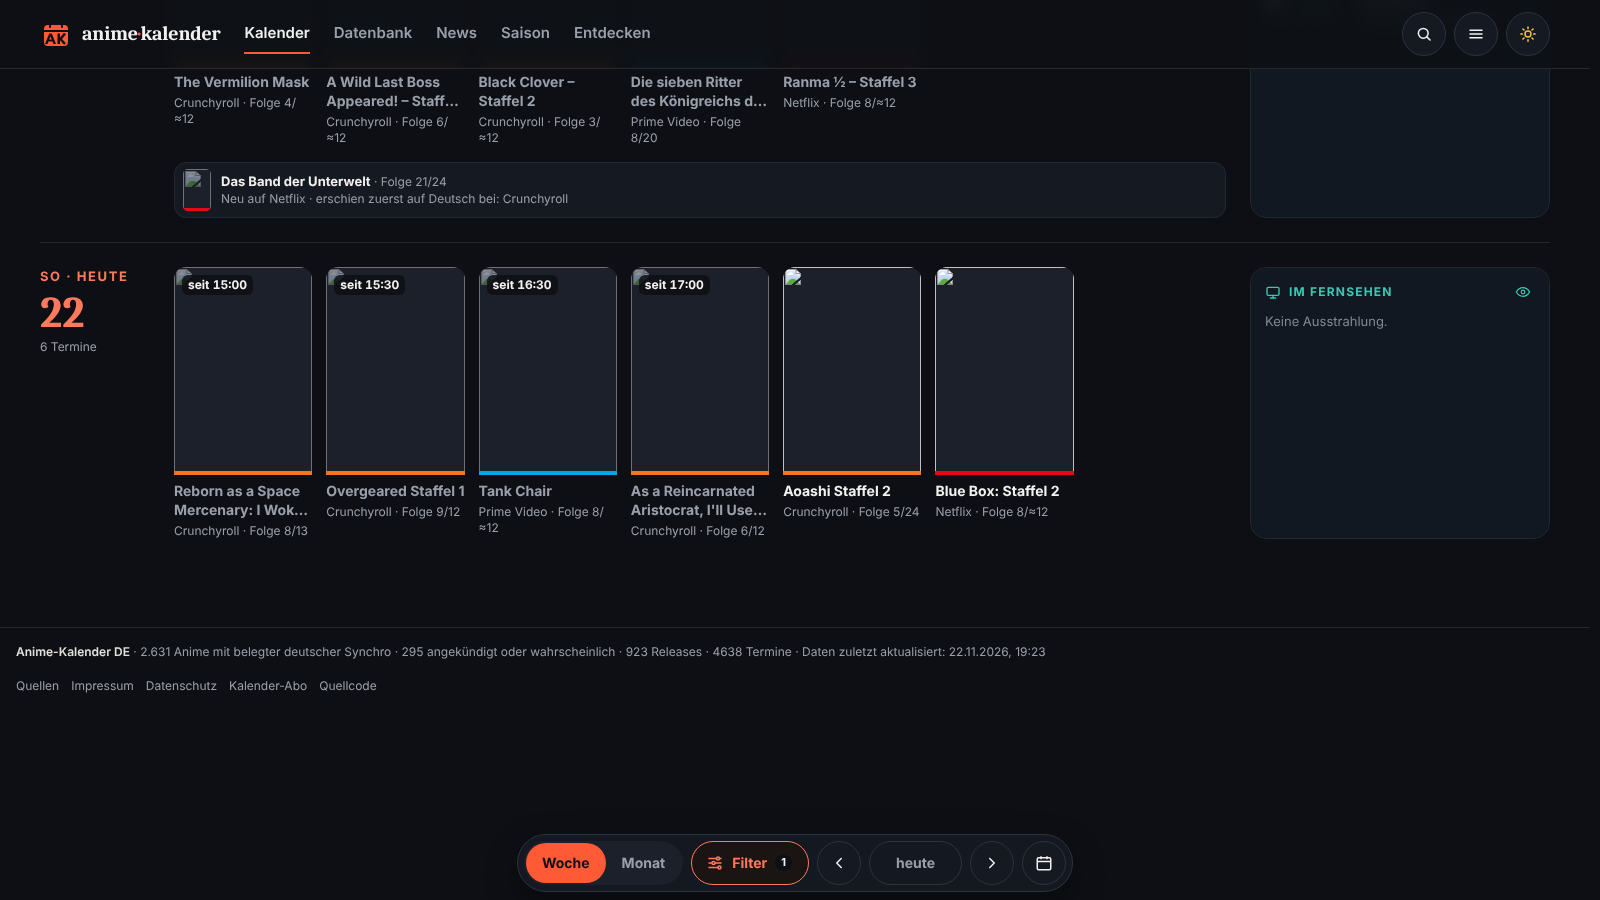 AK anime·kalender Kalender Datenbank News Saison Entdecken
The Vermilion Mask
Crunchyroll · Folge 4/
≈12
A Wild Last Boss
Appeared! – Staff...
Crunchyroll · Folge 6/
≈12
Black Clover –
Staffel 2
Crunchyroll · Folge 3/
≈12
Die sieben Ritter
des Königreichs d...
Prime Video · Folge
8/20
Ranma ½ – Staffel 3
Netflix · Folge 8/≈12
Das Band der Unterwelt · Folge 21/24
Neu auf Netflix · erschien zuerst auf Deutsch bei: Crunchyroll
SO · HEUTE
22
6 Termine
seit 15:00
Reborn as a Space
Mercenary: I Wok...
Crunchyroll · Folge 8/13
seit 15:30
Overgeared Staffel 1
Crunchyroll · Folge 9/12
seit 16:30
Tank Chair
Prime Video · Folge 8/
≈12
seit 17:00
As a Reincarnated
Aristocrat, I'll Use...
Crunchyroll · Folge 6/12
Aoashi Staffel 2
Crunchyroll · Folge 5/24
Blue Box: Staffel 2
Netflix · Folge 8/≈12
IM FERNSEHEN
Keine Ausstrahlung.
Anime-Kalender DE · 2.631 Anime mit belegter deutscher Synchro · 295 angekündigt oder wahrscheinlich · 923 Releases · 4638 Termine · Daten zuletzt aktualisiert: 22.11.2026, 19:23
Quellen Impressum Datenschutz Kalender-Abo Quellcode
Woche Monat Filter 1 heute